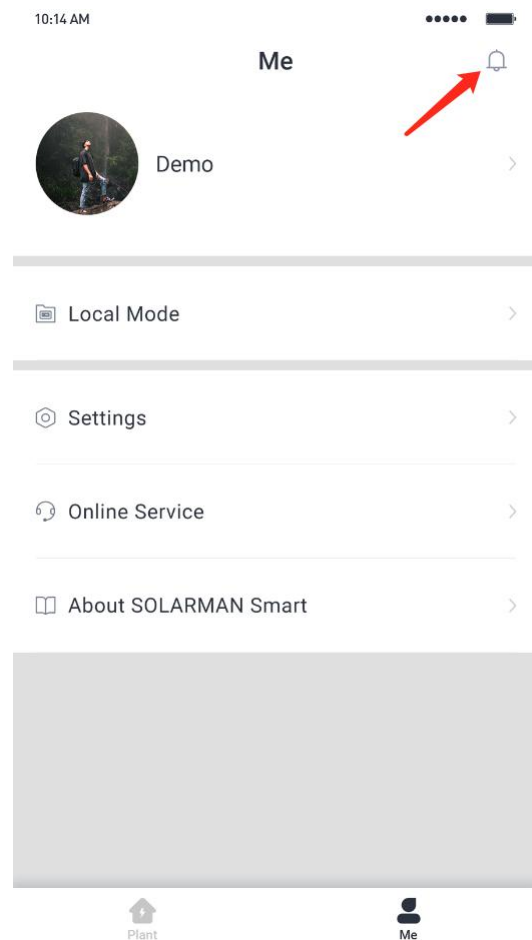 10:14 AM
Me
Demo
Local Mode
Settings
Online Service
About SOLARMAN Smart
Plant
Me